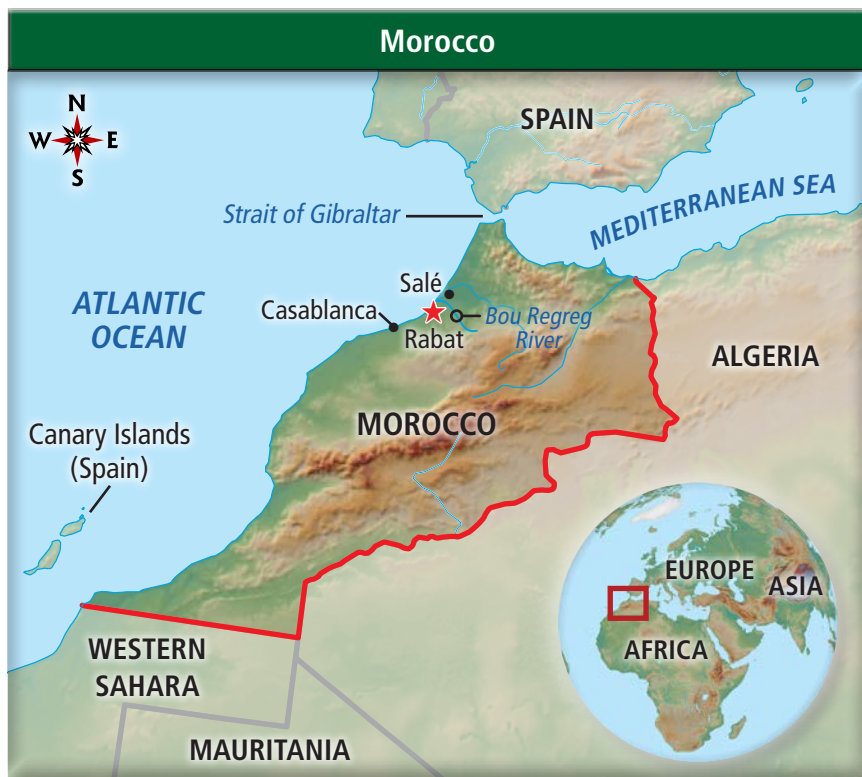 Morocco
N
W E
S
SPAIN
MEDITERRANEAN SEA
Strait of Gibraltar
ATLANTIC
OCEAN
Salé
Casablanca
Rabat
Bou Regreg
River
ALGERIA
MOROCCO
Canary Islands
(Spain)
WESTERN
SAHARA
MAURITANIA
EUROPE
ASIA
AFRICA